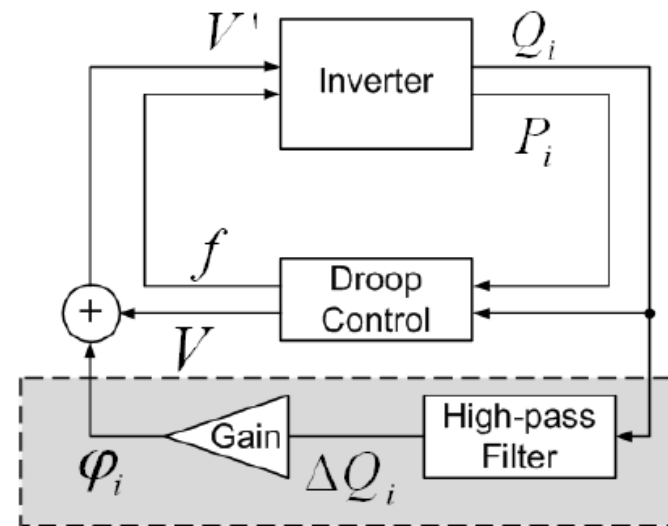 V' Q_i
Inverter
P_i
f
Droop
Control
+
V
Gain
High-pass
Filter
φ_i ΔQ_i